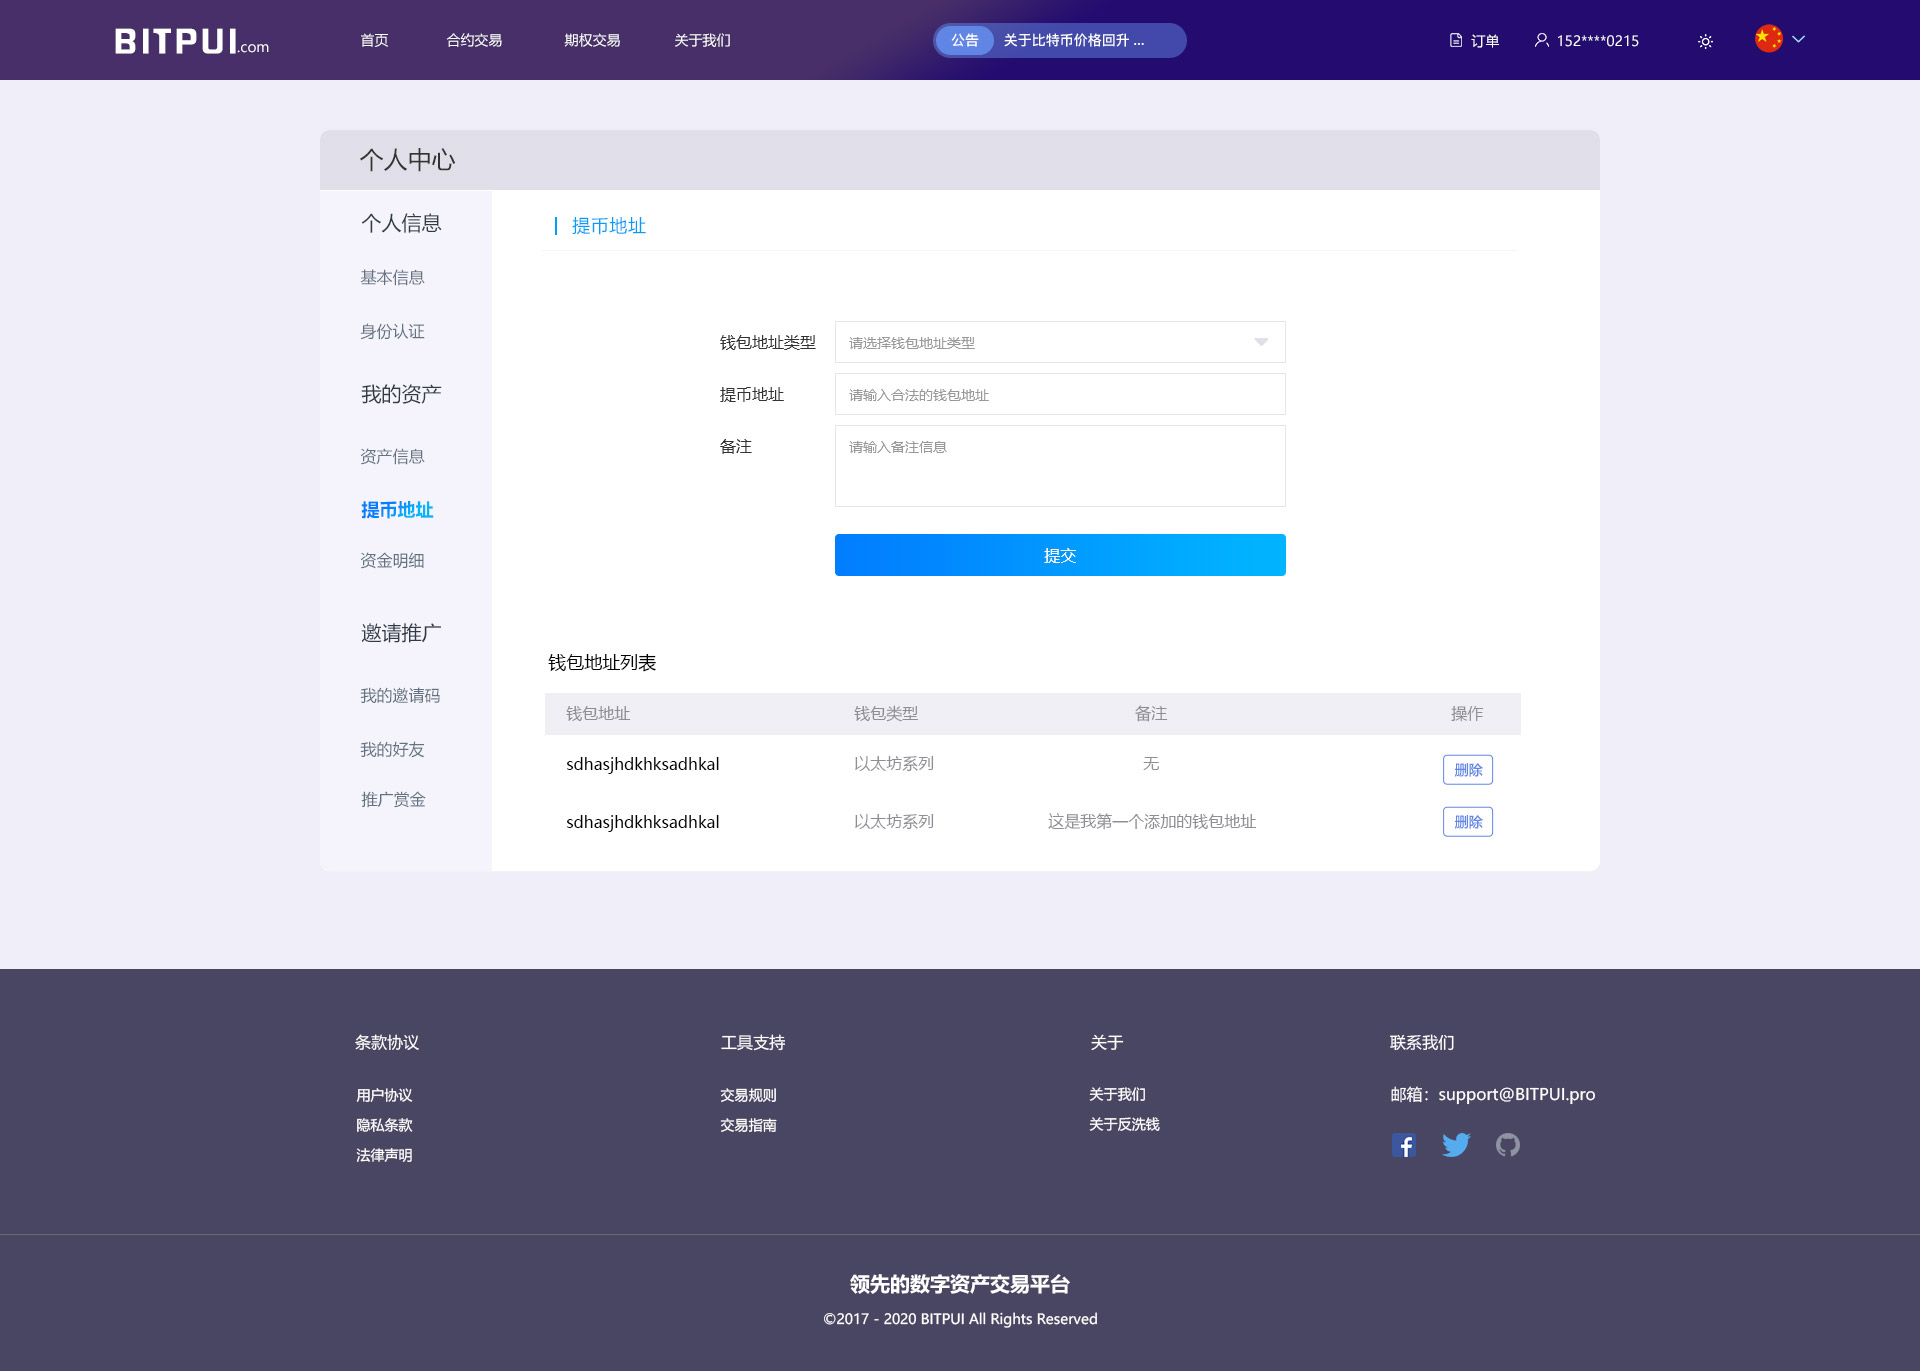 BITPUI.com 首页 合约交易 期权交易 关于我们 公告 关于比特币价格回升 ... 订单 152****0215
个人中心
个人信息
基本信息
身份认证
我的资产
资产信息
提币地址
资金明细
邀请推广
我的邀请码
我的好友
推广赏金
提币地址
钱包地址类型 请选择钱包地址类型
提币地址 请输入合法的钱包地址
备注 请输入备注信息
提交
钱包地址列表
钱包地址 钱包类型 备注 操作
sdhasjhdkhksadhkal 以太坊系列 无 删除
sdhasjhdkhksadhkal 以太坊系列 这是我第一个添加的钱包地址 删除
条款协议
用户协议
隐私条款
法律声明
工具支持
交易规则
交易指南
关于
关于我们
关于反洗钱
联系我们
邮箱：support@BITPUI.pro
领先的数字资产交易平台
©2017 - 2020 BITPUI All Rights Reserved